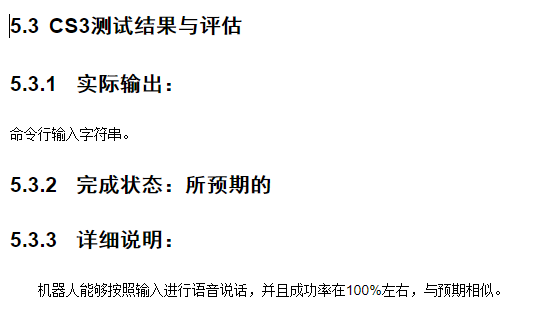 5.3 CS3测试结果与评估
5.3.1 实际输出：
命令行输入字符串。
5.3.2 完成状态：所预期的
5.3.3 详细说明：
机器人能够按照输入进行语音说话，并且成功率在100%左右，与预期相似。